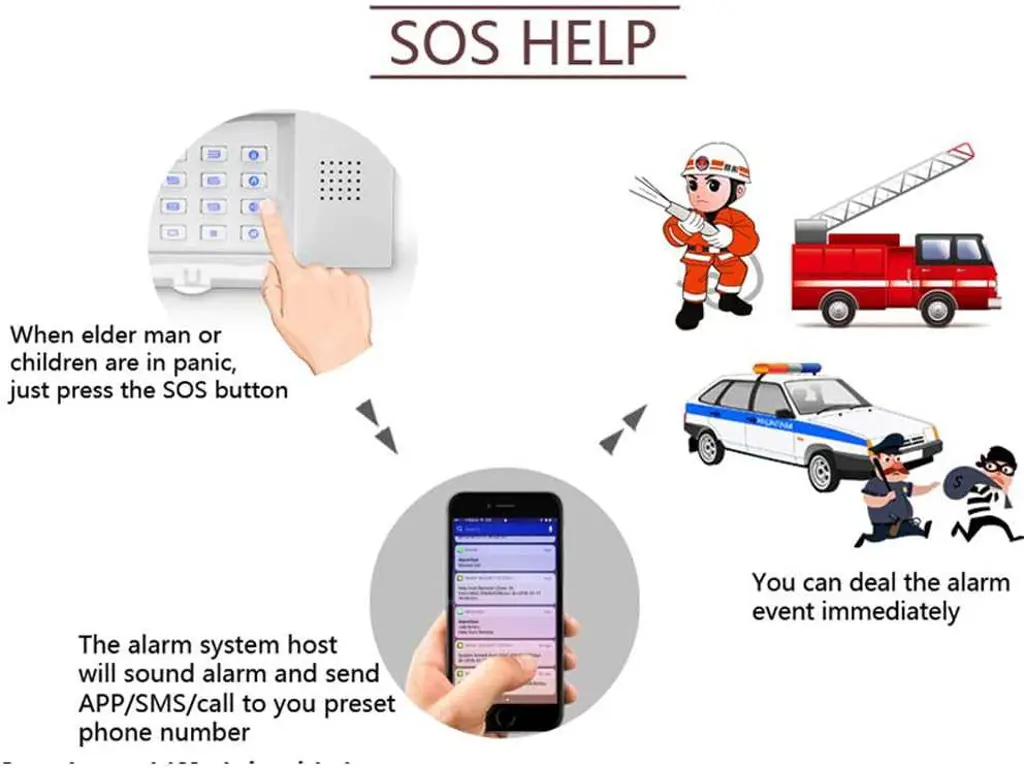 SOS HELP
When elder man or
children are in panic,
just press the SOS button
The alarm system host
will sound alarm and send
APP/SMS/call to you preset
phone number
You can deal the alarm
event immediately